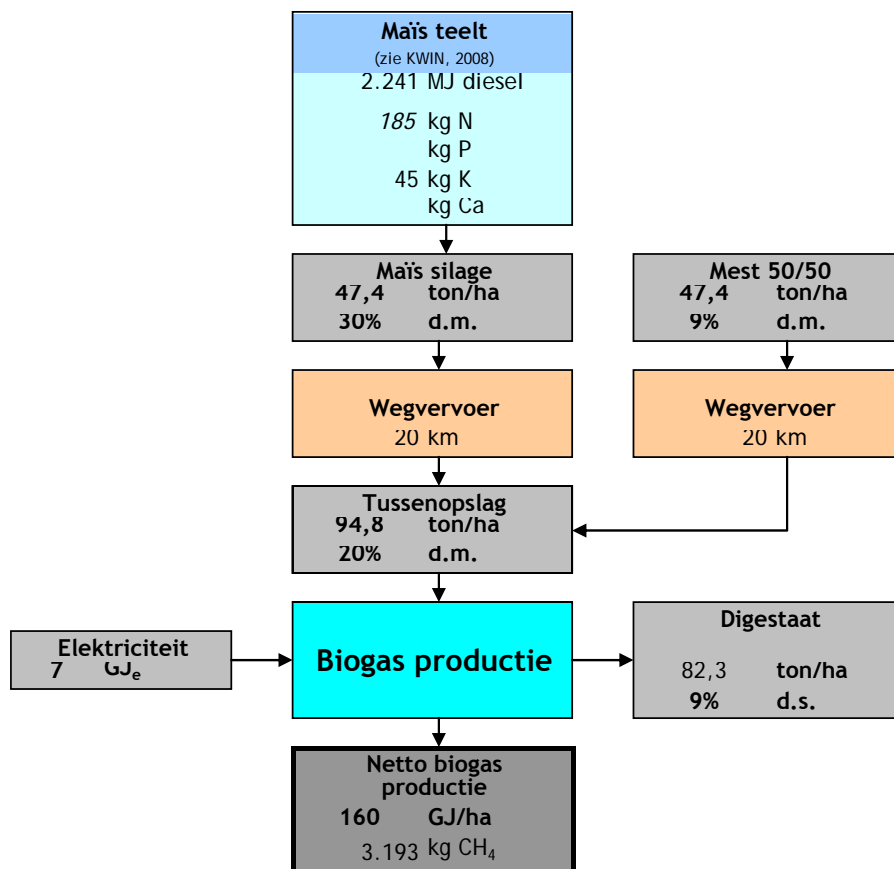 Maïs teelt
(zie KWIN, 2008)
2.241 MJ diesel
185 kg N
kg P
45 kg K
kg Ca
Maïs silage
47,4 ton/ha
30% d.m.
Mest 50/50
47,4 ton/ha
9% d.m.
Wegvervoer
20 km
Wegvervoer
20 km
Tussenopslag
94,8 ton/ha
20% d.m.
Elektriciteit
7 GJe
Biogas productie
Digestaat
82,3 ton/ha
9% d.s.
Netto biogas
productie
160 GJ/ha
3.193 kg CH4